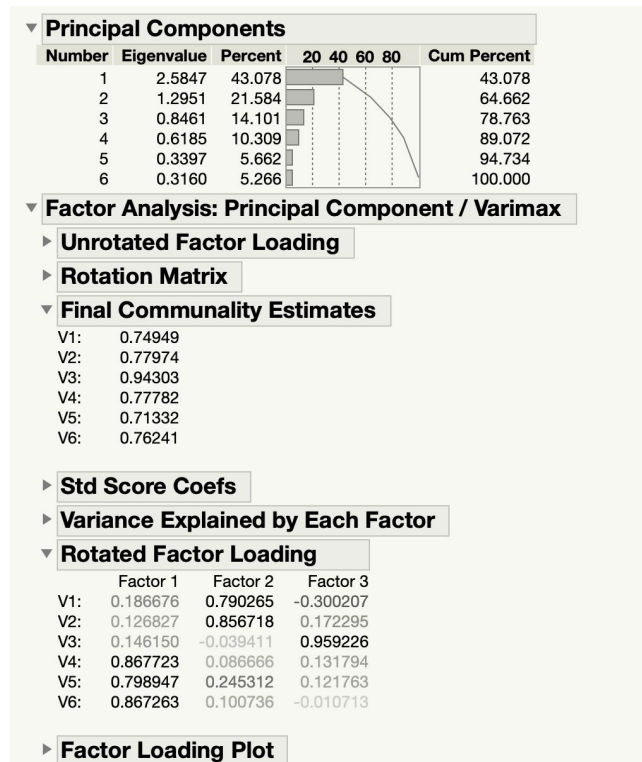 Principal Components
Number Eigenvalue Percent 20 40 60 80 Cum Percent
1 2.5847 43.078 43.078
2 1.2951 21.584 64.662
3 0.8461 14.101 78.763
4 0.6185 10.309 89.072
5 0.3397 5.662 94.734
6 0.3160 5.266 100.000
Factor Analysis: Principal Component / Varimax
Unrotated Factor Loading
Rotation Matrix
Final Communality Estimates
V1: 0.74949
V2: 0.77974
V3: 0.94303
V4: 0.77782
V5: 0.71332
V6: 0.76241
Std Score Coefs
Variance Explained by Each Factor
Rotated Factor Loading
Factor 1 Factor 2 Factor 3
V1: 0.186676 0.790265 -0.300207
V2: 0.126827 0.856718 0.172295
V3: 0.146150 -0.039411 0.959226
V4: 0.867723 0.086666 0.131794
V5: 0.798947 0.245312 0.121763
V6: 0.867263 0.100736 -0.010713
Factor Loading Plot